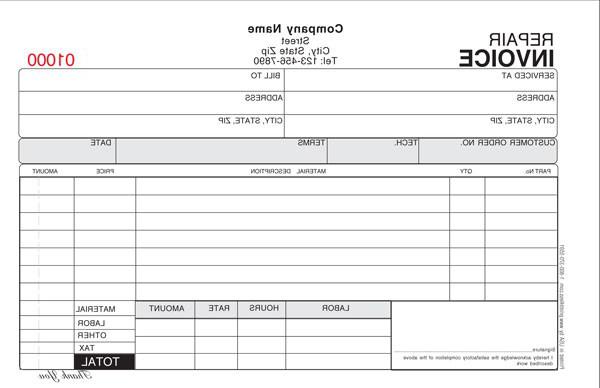 REPAIR
INVOICE
Company Name
Street
City, State Zip
Tel: 123-456-7890
00010
SERVICED AT
BILL TO
ADDRESS
ADDRESS
CITY, STATE, ZIP
CITY, STATE, ZIP
CUSTOMER ORDER NO. TECH. TERMS DATE
PART No. QTY MATERIAL DESCRIPTION PRICE AMOUNT
LABOR HOURS RATE AMOUNT
MATERIAL
LABOR
OTHER
TAX
TOTAL
Signature
I hereby acknowledge the satisfactory completion of the above
described work
Thank You